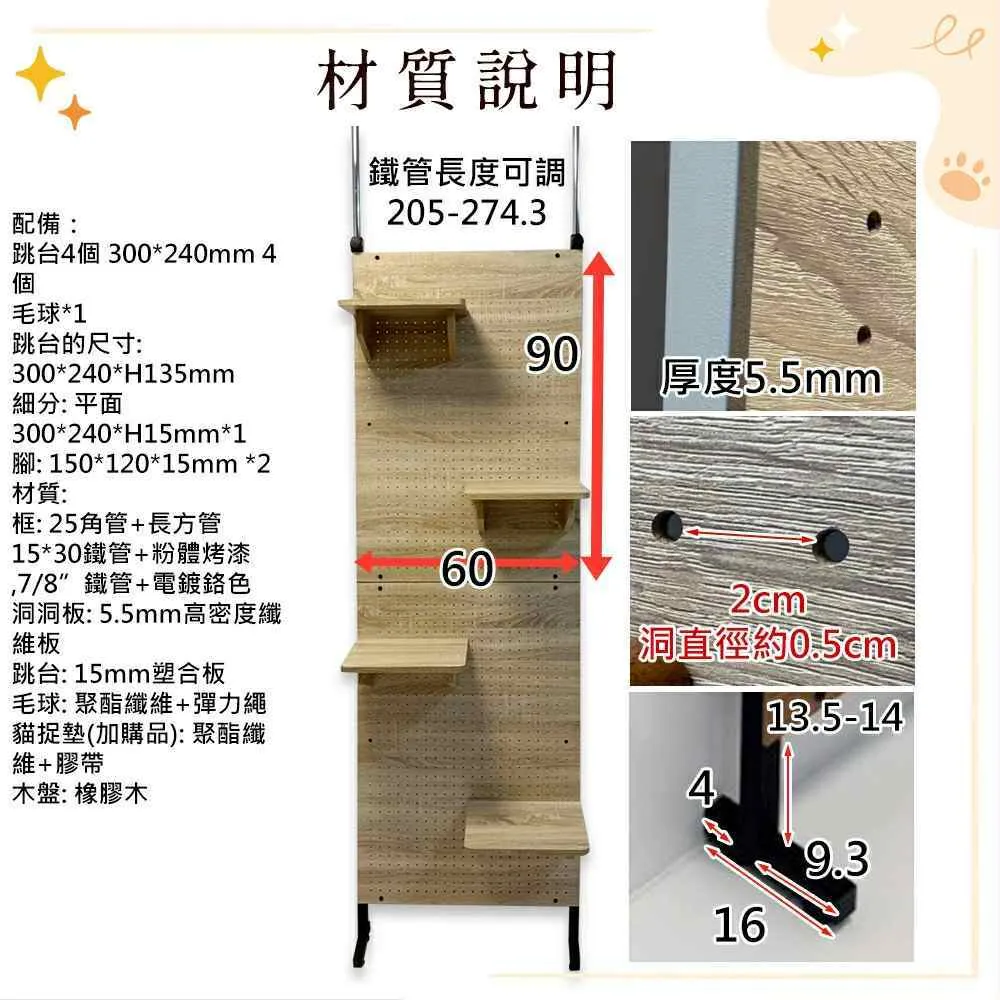 材質說明
配備：
跳台4個 300*240mm 4
個
毛球*1
跳台的尺寸:
300*240*H135mm
細分: 平面
300*240*H15mm*1
腳: 150*120*15mm *2
材質:
框: 25角管+長方管
15*30鐵管+粉體烤漆
,7/8”鐵管+電鍍鉻色
洞洞板: 5.5mm高密度纖
維板
跳台: 15mm塑合板
毛球: 聚酯纖維+彈力繩
貓捉墊(加購品): 聚酯纖
維+膠帶
木盤: 橡膠木
鐵管長度可調
205-274.3
90
60
厚度5.5mm
2cm
洞直徑約0.5cm
13.5-14
4
9.3
16